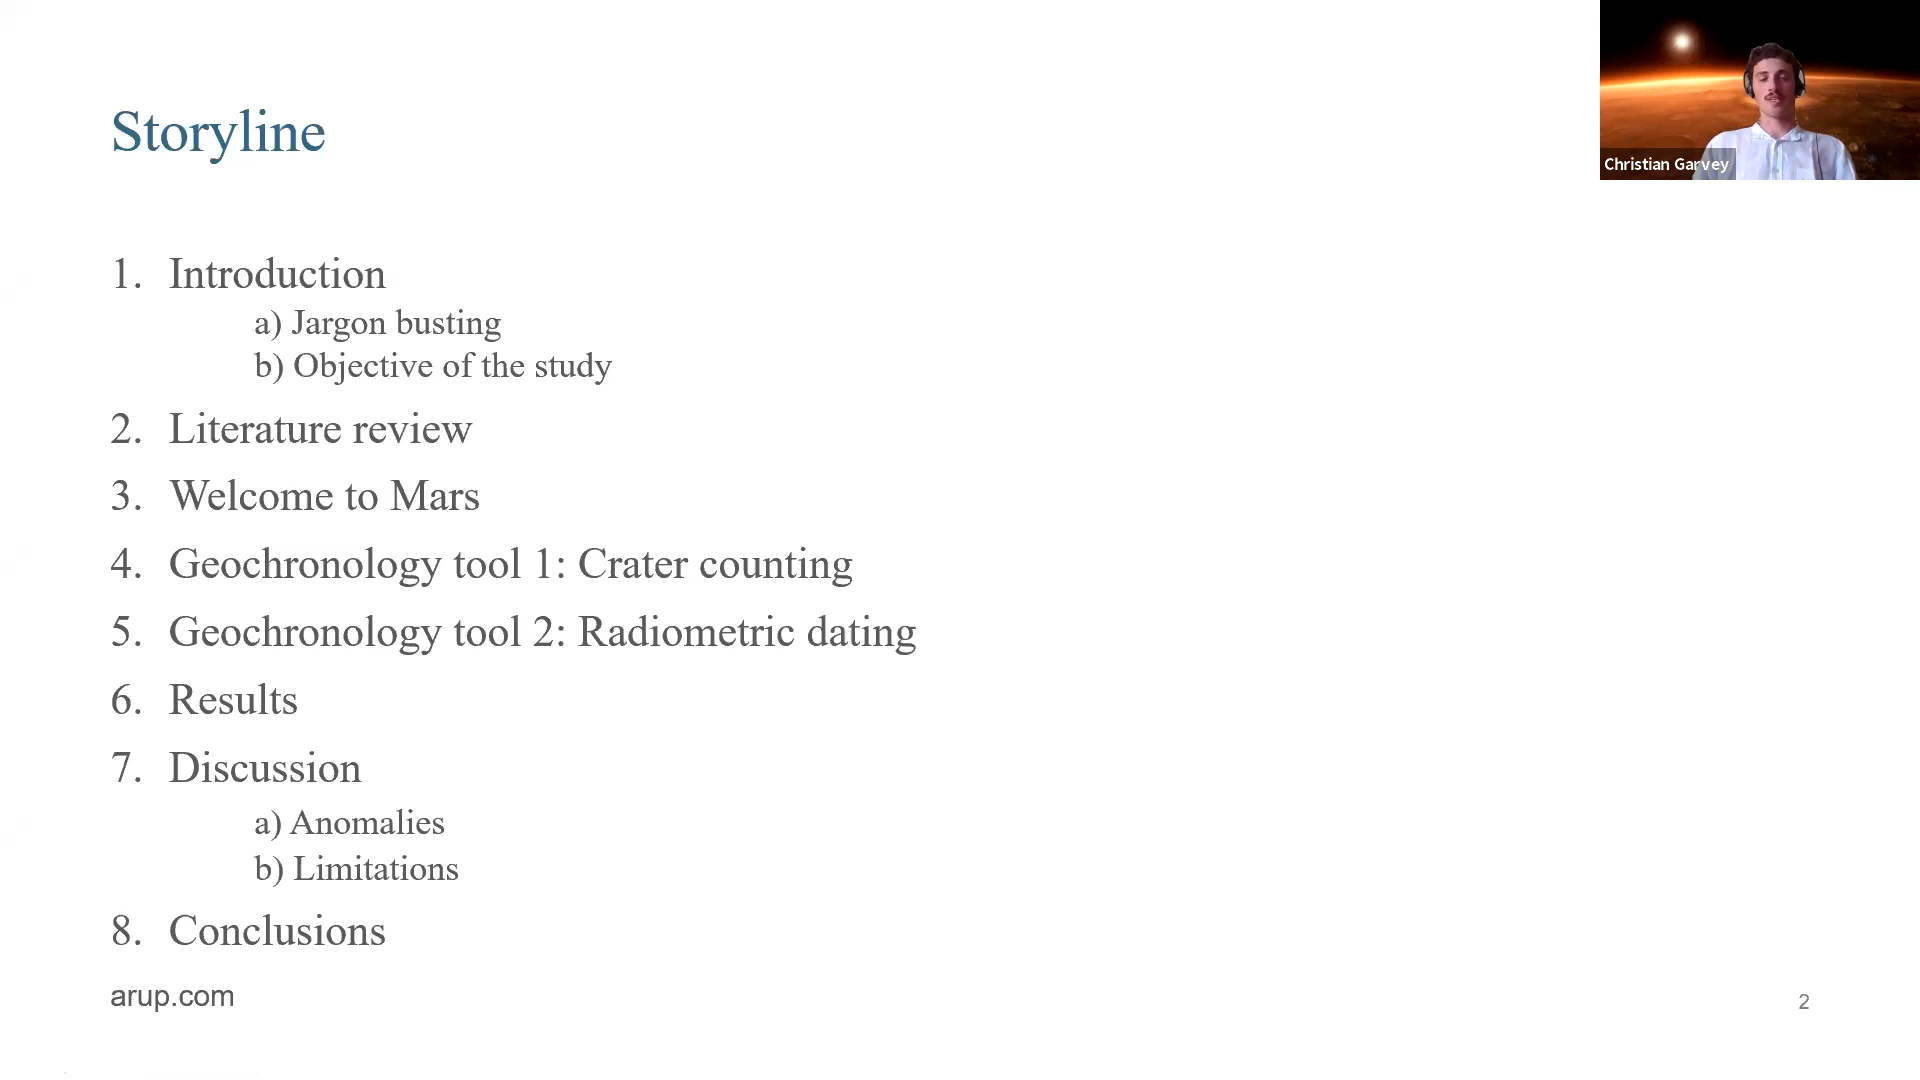 Storyline
Christian Garvey
1. Introduction
a) Jargon busting
b) Objective of the study
2. Literature review
3. Welcome to Mars
4. Geochronology tool 1: Crater counting
5. Geochronology tool 2: Radiometric dating
6. Results
7. Discussion
a) Anomalies
b) Limitations
8. Conclusions
arup.com
2